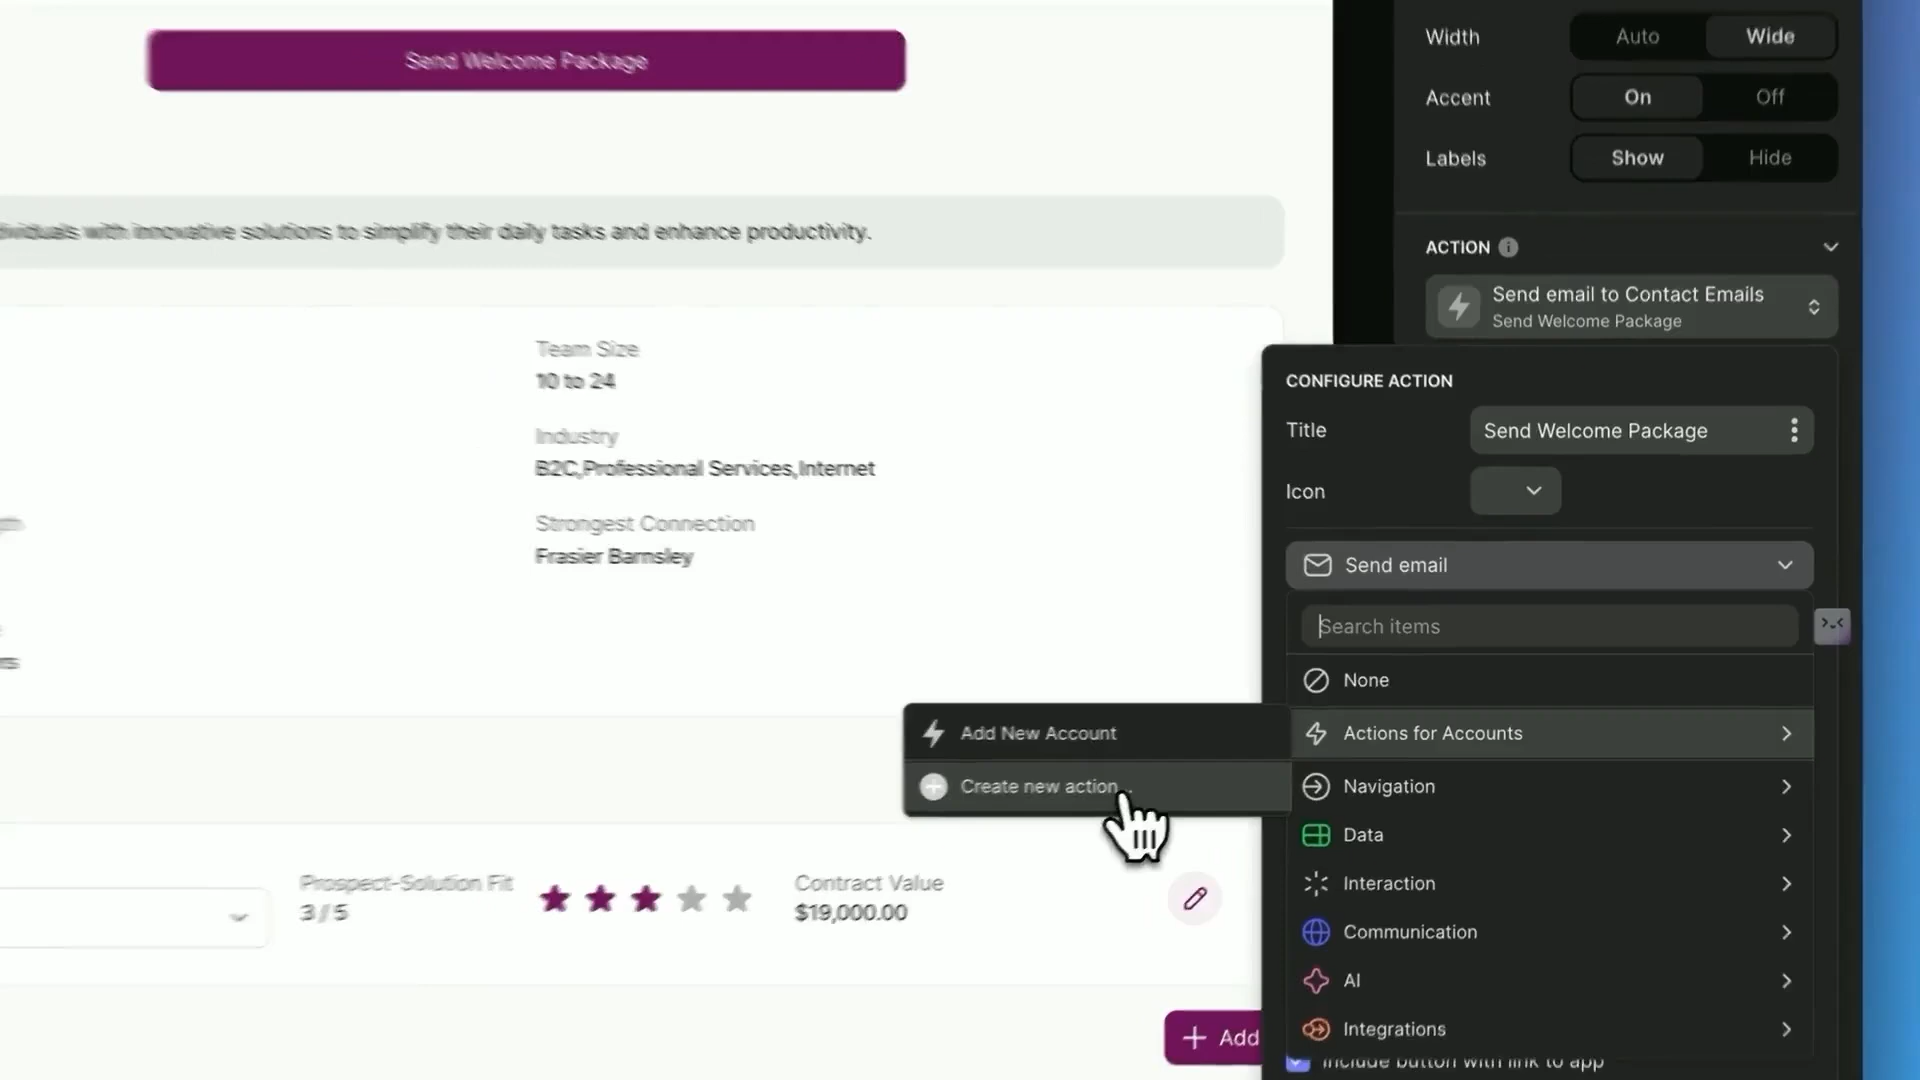 Send Welcome Package
individuals with innovative solutions to simplify their daily tasks and enhance productivity.
Team Size
10 to 24
Industry
B2C,Professional Services,Internet
Strongest Connection
Frasier Barnsley
Prospect-Solution Fit
3 / 5
Contract Value
$19,000.00
Add
Width
Auto
Wide
Accent
On
Off
Labels
Show
Hide
ACTION
Send email to Contact Emails
Send Welcome Package
CONFIGURE ACTION
Title
Send Welcome Package
Icon
Send email
Search items
None
Actions for Accounts
Add New Account
Create new action
Navigation
Data
Interaction
Communication
AI
Integrations
Include button with link to app